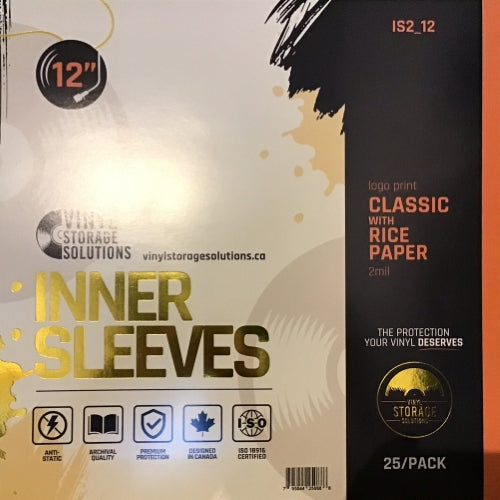 IS2_12
12"
logo print
CLASSIC
WITH
RICE
PAPER
2mil
VINYL
STORAGE
SOLUTIONS
vinylstoragesolutions.ca
INNER
SLEEVES
THE PROTECTION
YOUR VINYL DESERVES
VINYL
STORAGE
SOLUTIONS
ISO
ANTI-
STATIC
ARCHIVAL
QUALITY
PREMIUM
PROTECTION
DESIGNED
IN CANADA
ISO 18916
CERTIFIED
25/PACK